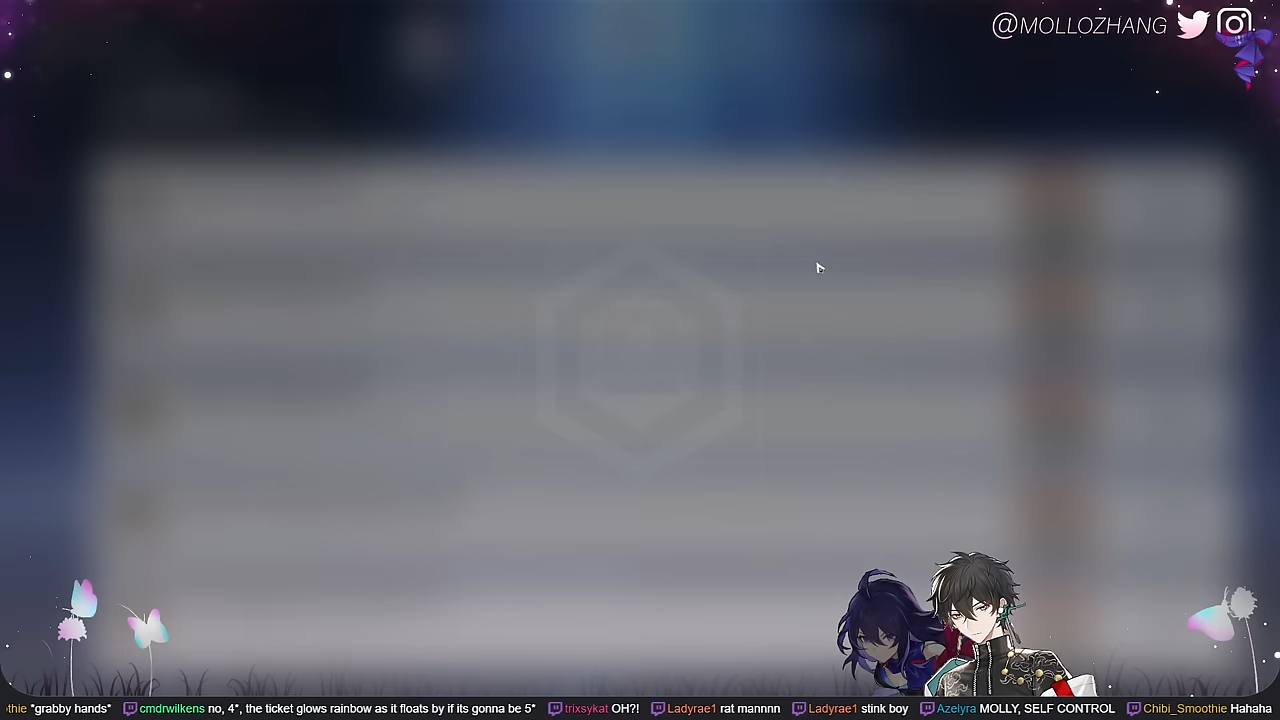 @MOLLOZHANG
thie *grabby hands* cmdrwilkens no, 4*, the ticket glows rainbow as it floats by if its gonna be 5* trixsykat OH?! Ladyrae1 rat mannnn Ladyrae1 stink boy Azelyra MOLLY, SELF CONTROL Chibi_Smoothie Hahaha